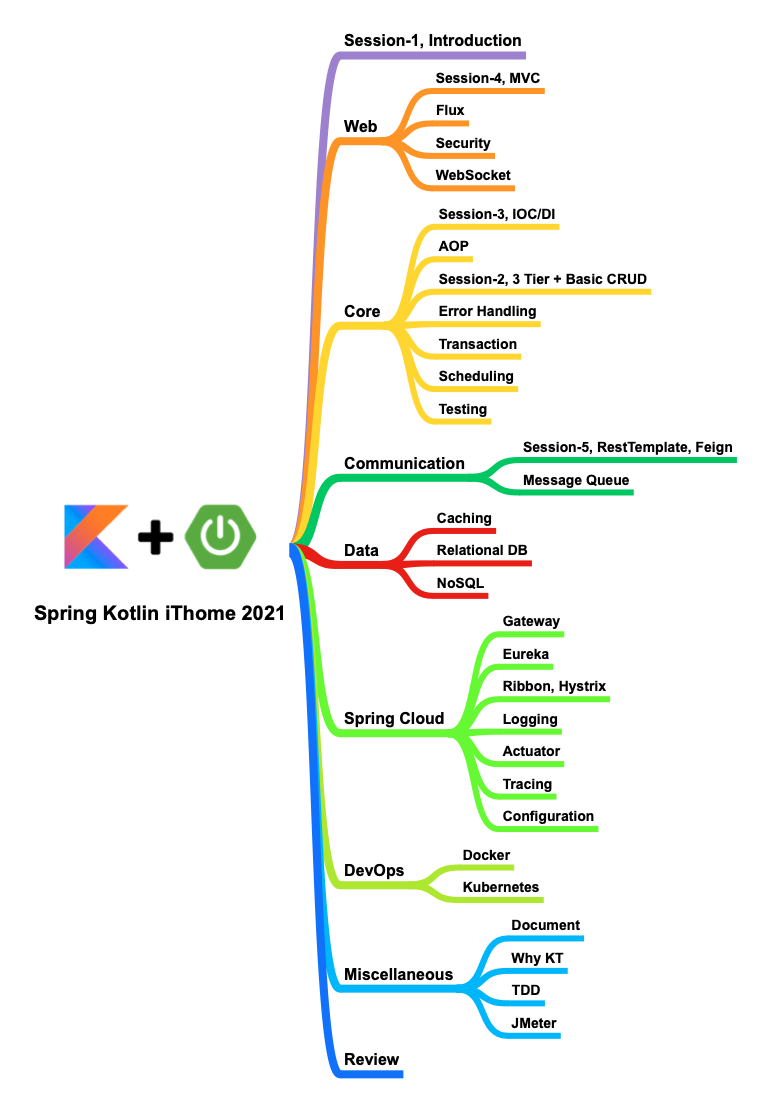 Session-1, Introduction
Web
Session-4, MVC
Flux
Security
WebSocket
Core
Session-3, IOC/DI
AOP
Session-2, 3 Tier + Basic CRUD
Error Handling
Transaction
Scheduling
Testing
Communication
Session-5, RestTemplate, Feign
Message Queue
Spring Kotlin iThome 2021
Data
Caching
Relational DB
NoSQL
Spring Cloud
Gateway
Eureka
Ribbon, Hystrix
Logging
Actuator
Tracing
Configuration
DevOps
Docker
Kubernetes
Miscellaneous
Document
Why KT
TDD
JMeter
Review